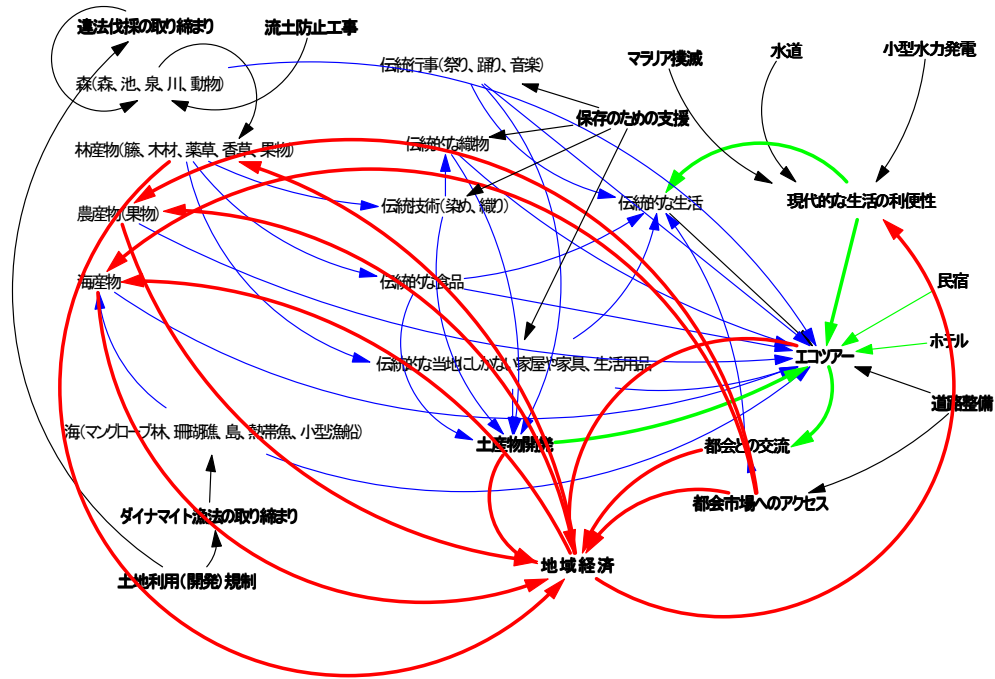 違法伐採の取り締まり
流土防止工事
伝統行事(祭り、踊り、音楽)
マラリア撲滅
水道
小型水力発電
森(森、池、泉、川、動物)
保存のための支援
林産物(籐、木材、薬草、香草、果物)
伝統的な織物
伝統的な生活
現代的な生活の利便性
農産物(果物)
伝統技術(染め、織り)
海産物
伝統的な食品
民宿
ホテル
エコツアー
伝統的な当地にしかない家屋や家具、生活用品
道路整備
海(マングローブ林、珊瑚礁、島、熱帯魚、小型漁船)
土産物開発
都会との交流
都会市場へのアクセス
ダイナマイト漁法の取り締まり
地域経済
土地利用(開発)規制